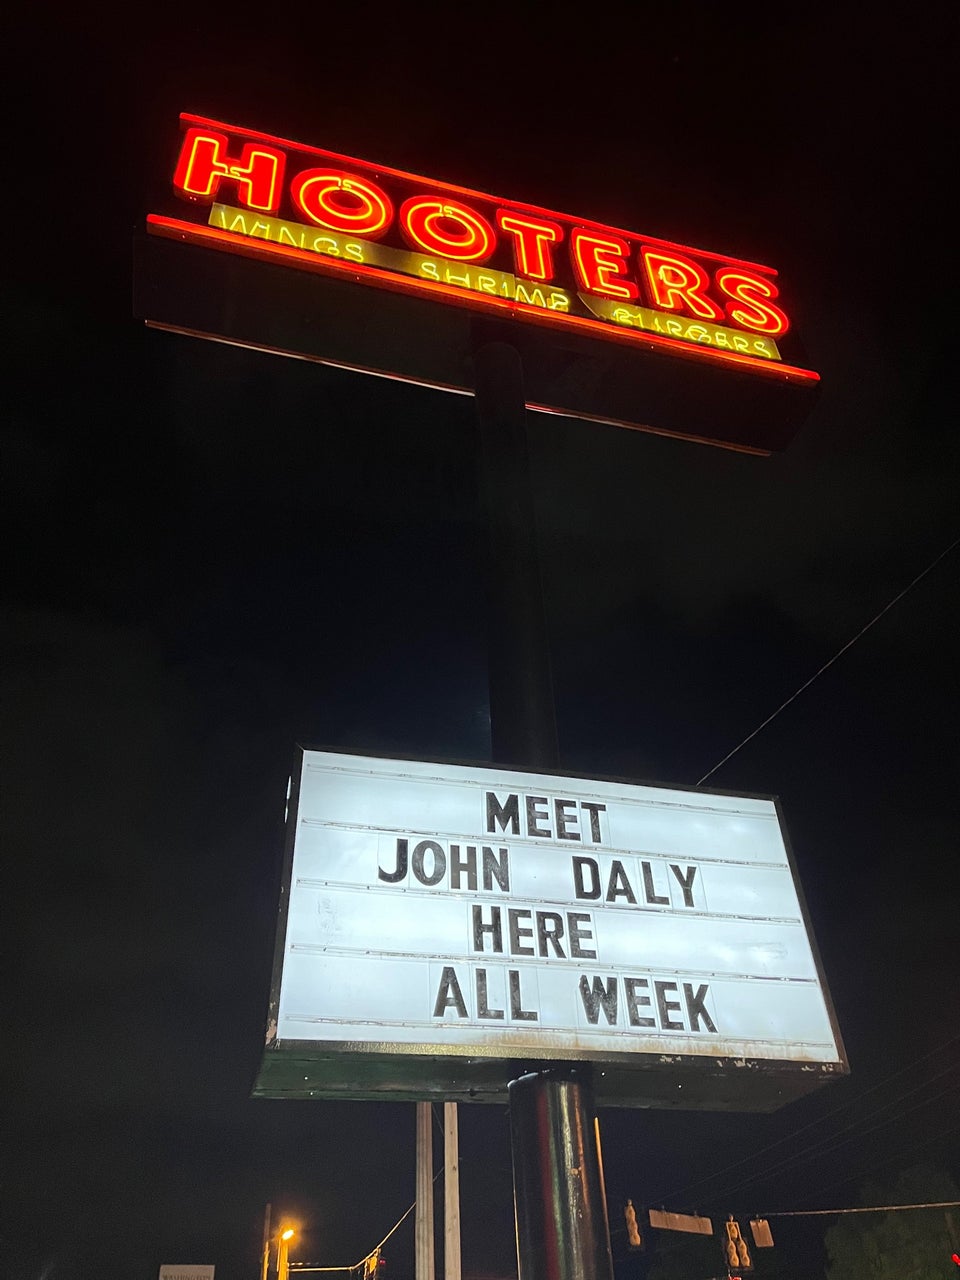 HOOTERS
WINGS SHRIMP BURGERS
MEET
JOHN DALY
HERE
ALL WEEK